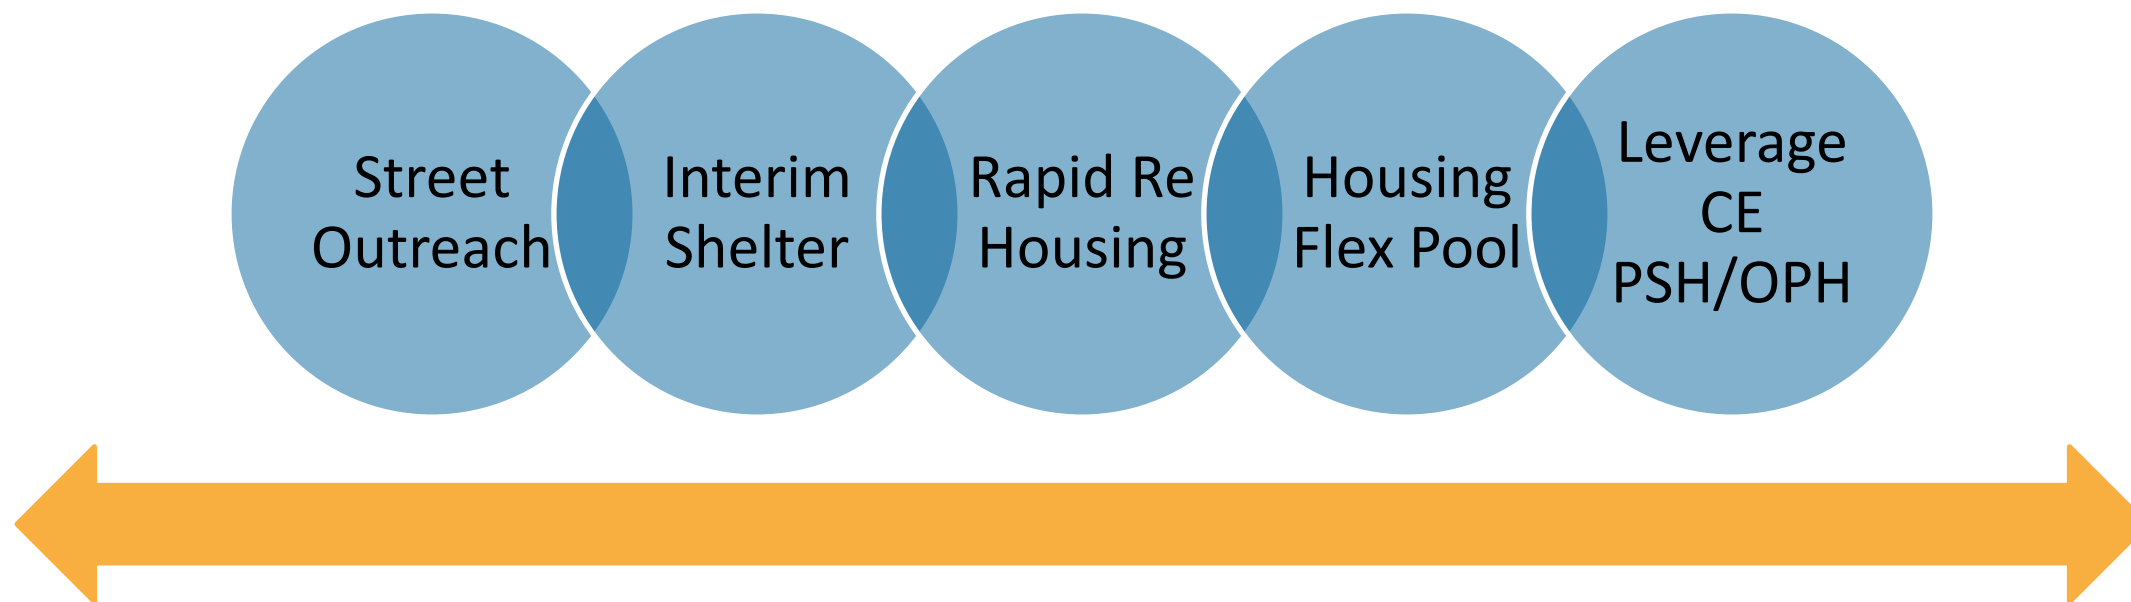 Street
Outreach
Interim
Shelter
Rapid Re
Housing
Housing
Flex Pool
Leverage
CE
PSH/OPH